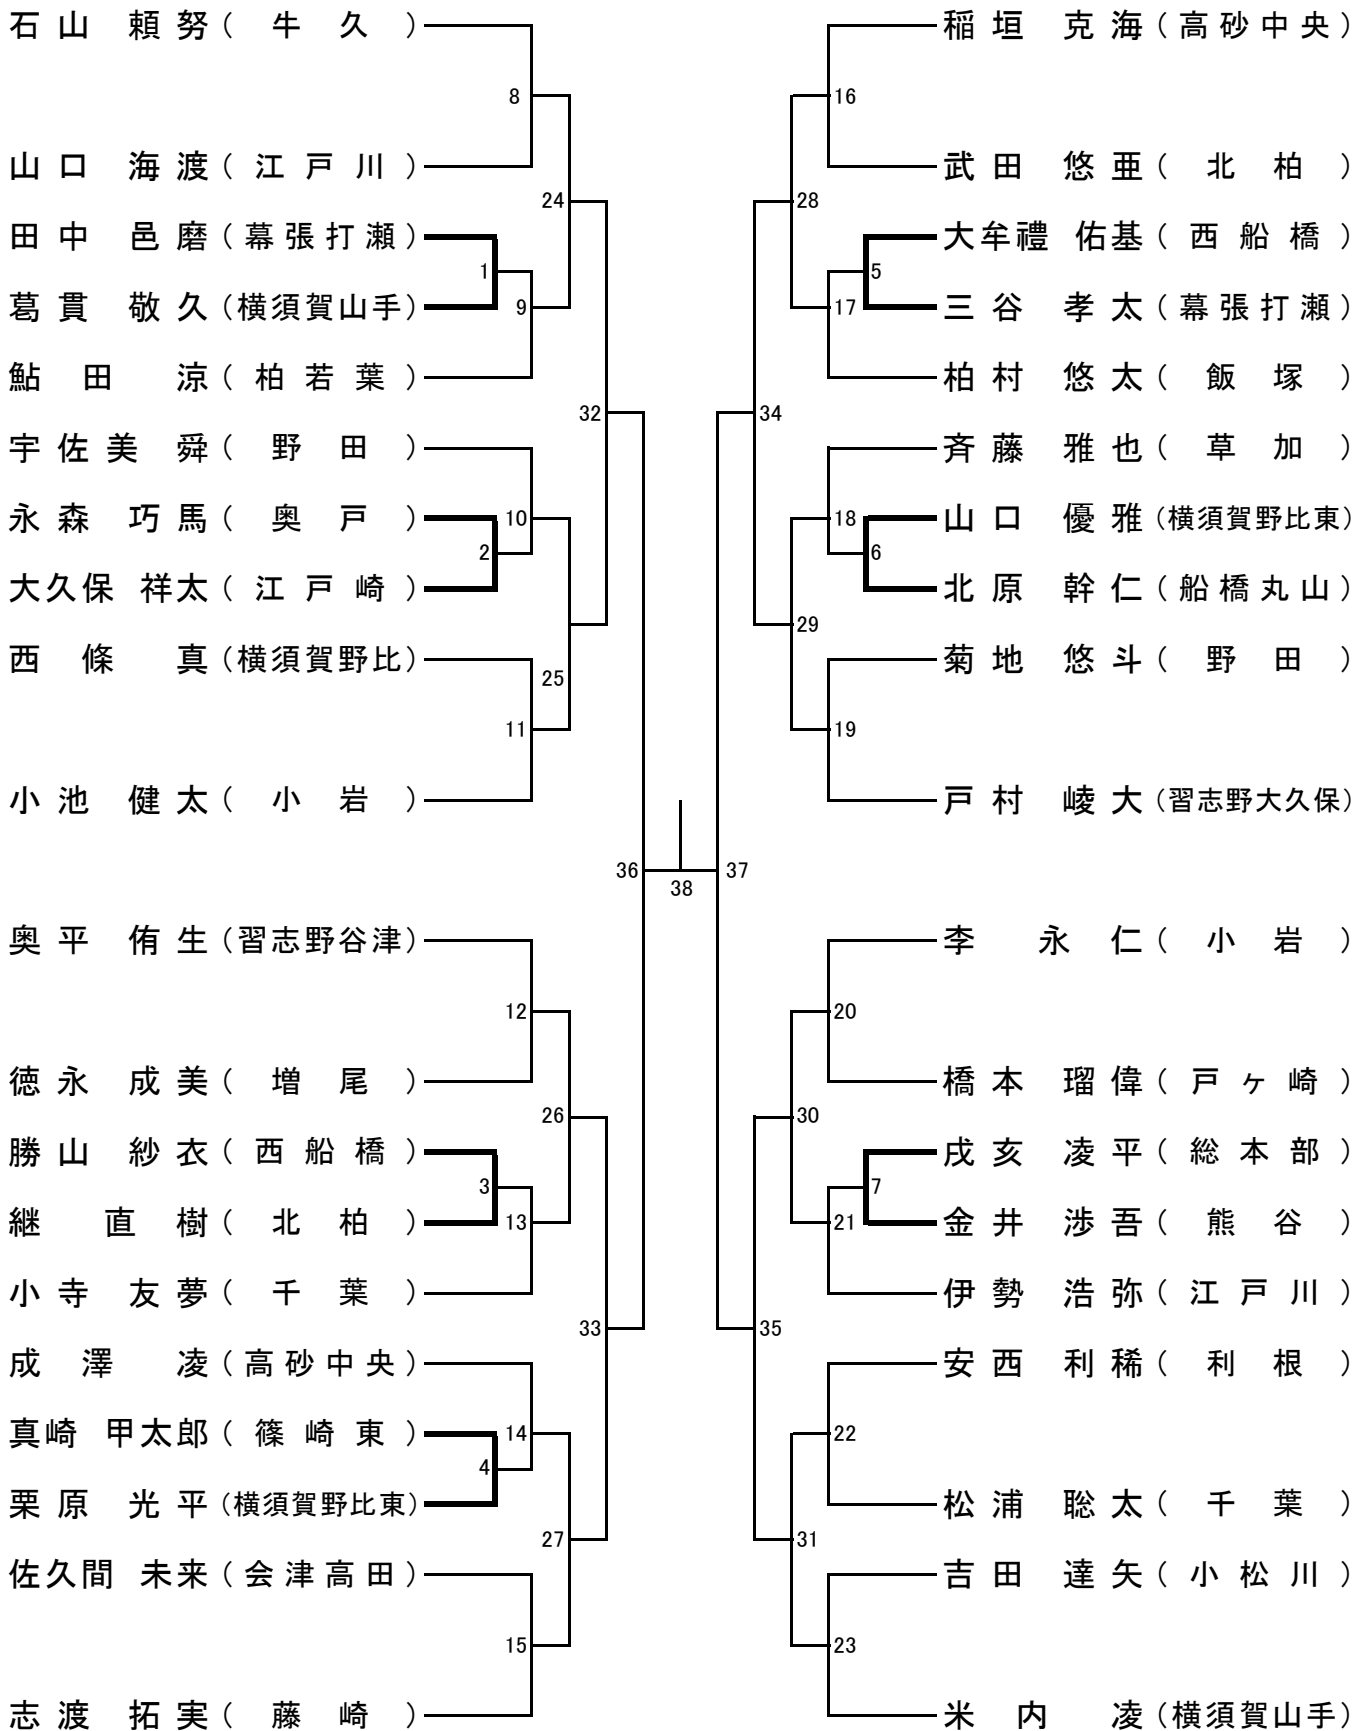 石山 頼努(牛久)
8
山口 海渡(江戸川)
24
田中 邑磨(幕張打瀬)
1
葛貫 敬久(横須賀山手)
9
鮎田 涼(柏若葉)
32
宇佐美 舜(野田)
永森 巧馬(奥戸)
10
2
大久保 祥太(江戸崎)
西條 真(横須賀野比)
25
11
小池 健太(小岩)
36
奥平 侑生(習志野谷津)
12
徳永 成美(増尾)
26
勝山 紗衣(西船橋)
3
継 直樹(北柏)
13
小寺 友夢(千葉)
33
成澤 凌(高砂中央)
真崎 甲太郎(篠崎東)
14
4
栗原 光平(横須賀野比東)
27
佐久間 未来(会津高田)
15
志渡 拓実(藤崎)
38
稲垣 克海(高砂中央)
16
武田 悠亜(北柏)
28
大牟禮 佑基(西船橋)
5
三谷 孝太(幕張打瀬)
17
柏村 悠太(飯塚)
34
斉藤 雅也(草加)
山口 優雅(横須賀野比東)
18
6
北原 幹仁(船橋丸山)
29
菊地 悠斗(野田)
19
戸村 崚大(習志野大久保)
37
李 永仁(小岩)
20
橋本 瑠偉(戸ヶ崎)
30
戌亥 凌平(総本部)
7
金井 渉吾(熊谷)
21
伊勢 浩弥(江戸川)
35
安西 利稀(利根)
22
松浦 聡太(千葉)
31
吉田 達矢(小松川)
23
米内 凌(横須賀山手)